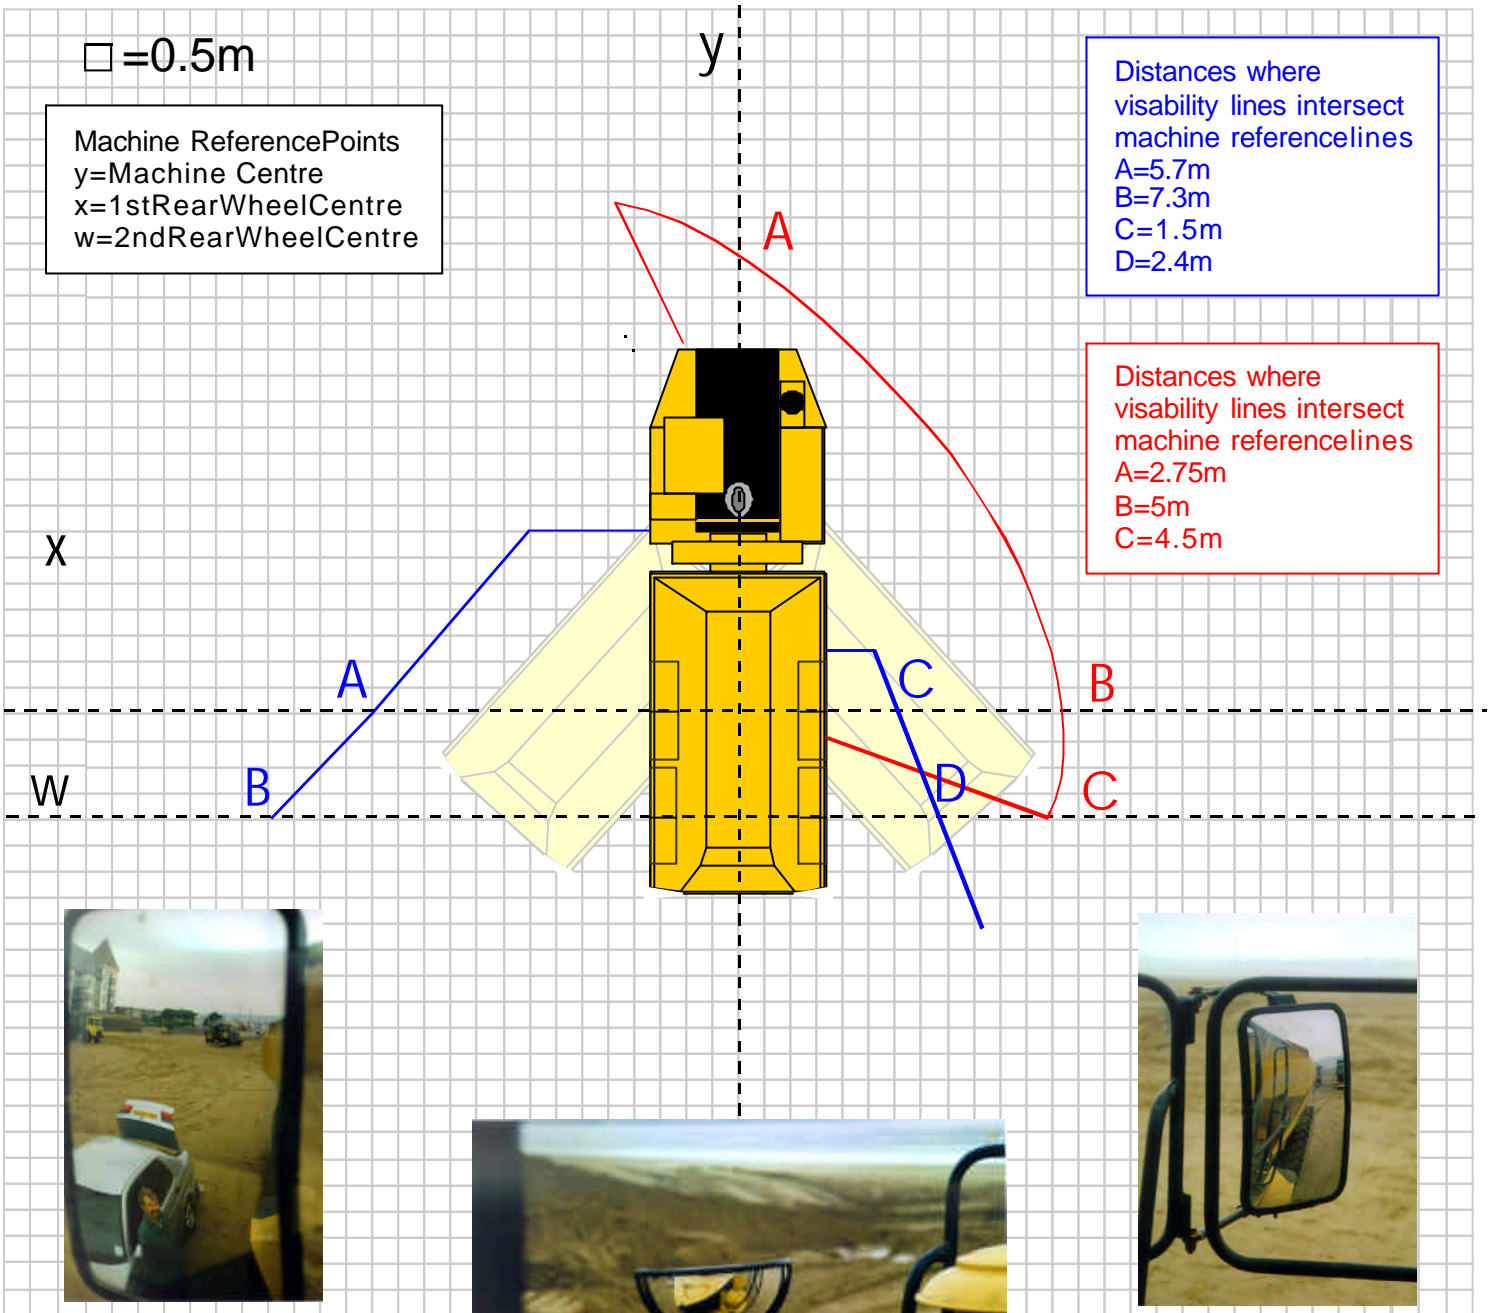 □=0.5m
y
Machine ReferencePoints
y=Machine Centre
x=1stRearWheelCentre
w=2ndRearWheelCentre
Distances where
visability lines intersect
machine referencelines
A=5.7m
B=7.3m
C=1.5m
D=2.4m
A
Distances where
visability lines intersect
machine referencelines
A=2.75m
B=5m
C=4.5m
X
A
C
B
W
B
D
C